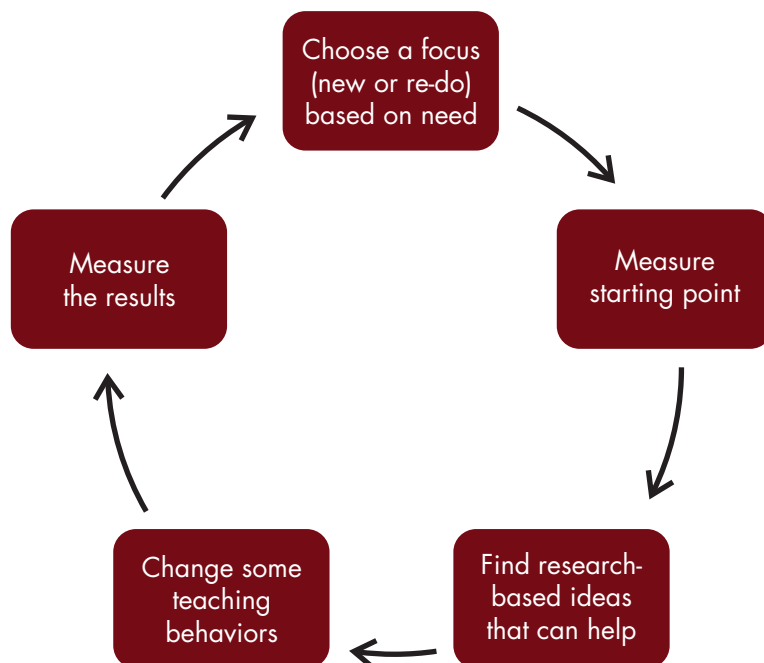 Choose a focus
(new or re-do)
based on need
Measure
starting point
Find research-
based ideas
that can help
Change some
teaching
behaviors
Measure
the results